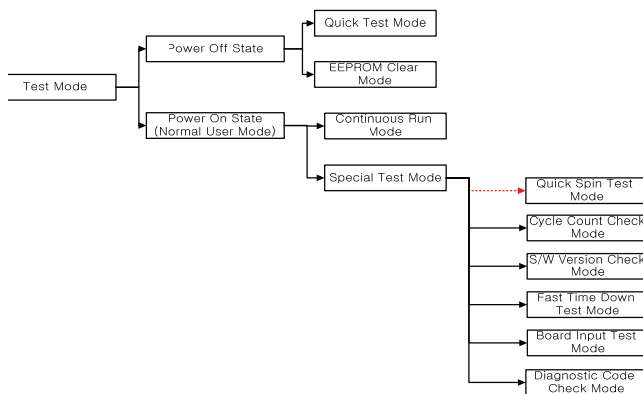 Test Mode
Power Off State
Quick Test Mode
EEPROM Clear
Mode
Power On State
(Normal User Mode)
Continuous Run
Mode
Special Test Mode
Quick Spin Test
Mode
Cycle Count Check
Mode
S/W Version Check
Mode
Fast Time Down
Test Mode
Board Input Test
Mode
Diagnostic Code
Check Mode